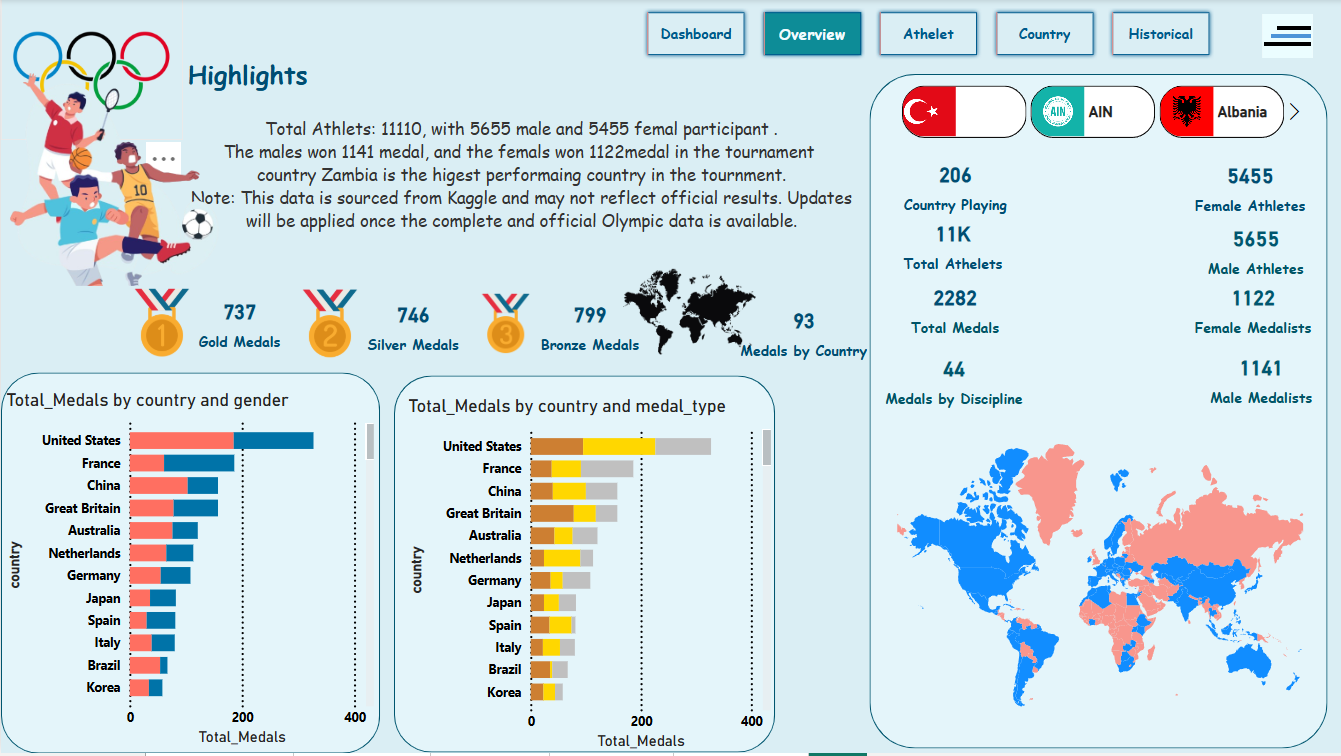 Dashboard
Overview
Athelet
Country
Historical
Highlights
Total Athlets: 11110, with 5655 male and 5455 femal participant .
The males won 1141 medal, and the femals won 1122medal in the tournament
country Zambia is the higest performaing country in the tournment.
Note: This data is sourced from Kaggle and may not reflect official results. Updates
will be applied once the complete and official Olympic data is available.
10
AIN
AIN
Albania
206
Country Playing
5455
Female Athletes
11K
Total Athelets
5655
Male Athletes
2282
Total Medals
1122
Female Medalists
44
Medals by Discipline
1141
Male Medalists
1
737
Gold Medals
2
746
Silver Medals
3
799
Bronze Medals
93
Medals by Country
Total_Medals by country and gender
country
United States
France
China
Great Britain
Australia
Netherlands
Germany
Japan
Spain
Italy
Brazil
Korea
0
200
400
Total_Medals
Total_Medals by country and medal_type
country
United States
France
China
Great Britain
Australia
Netherlands
Germany
Japan
Spain
Italy
Brazil
Korea
0
200
400
Total_Medals